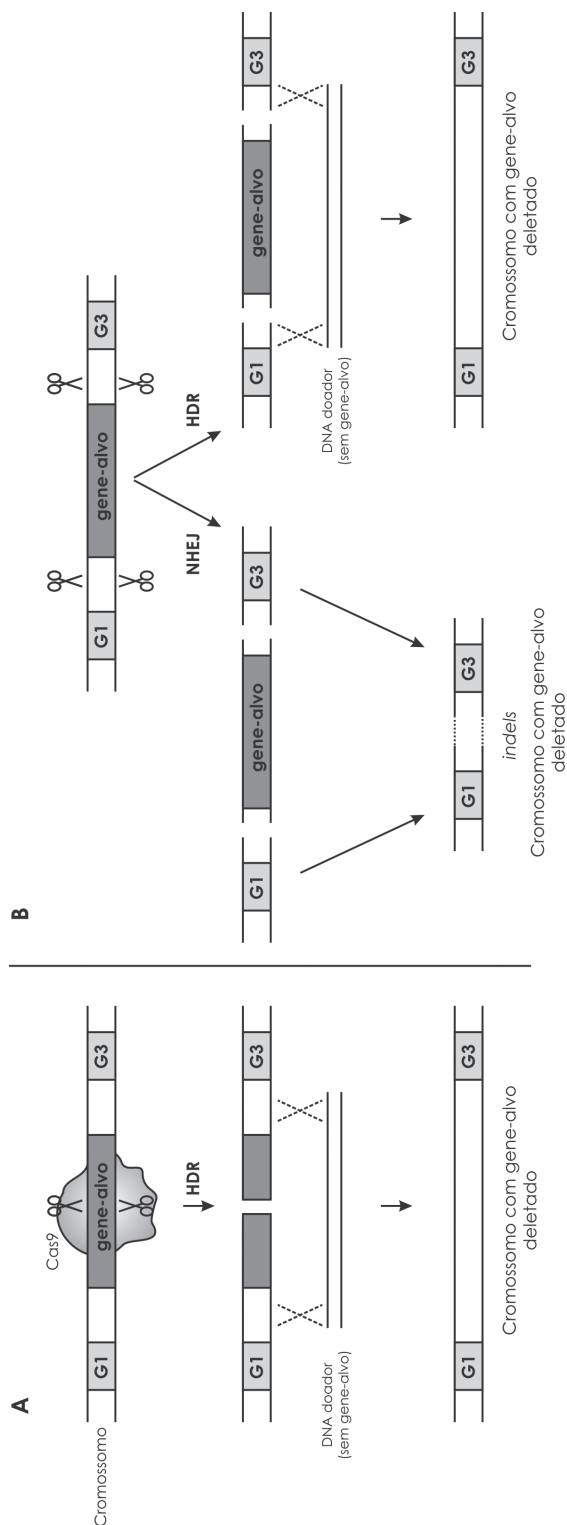 A
Cromossomo
Cas9
G1
gene-alvo
G3
HDR
G1
G3
DNA doador
(sem gene-alvo)
G1
G3
Cromossomo com gene-alvo
deletado
B
G1
gene-alvo
G3
NHEJ
HDR
G1
gene-alvo
G3
G1
gene-alvo
G3
DNA doador
(sem gene-alvo)
G1
G3
indels
Cromossomo com gene-alvo
deletado
G1
G3
Cromossomo com gene-alvo
deletado